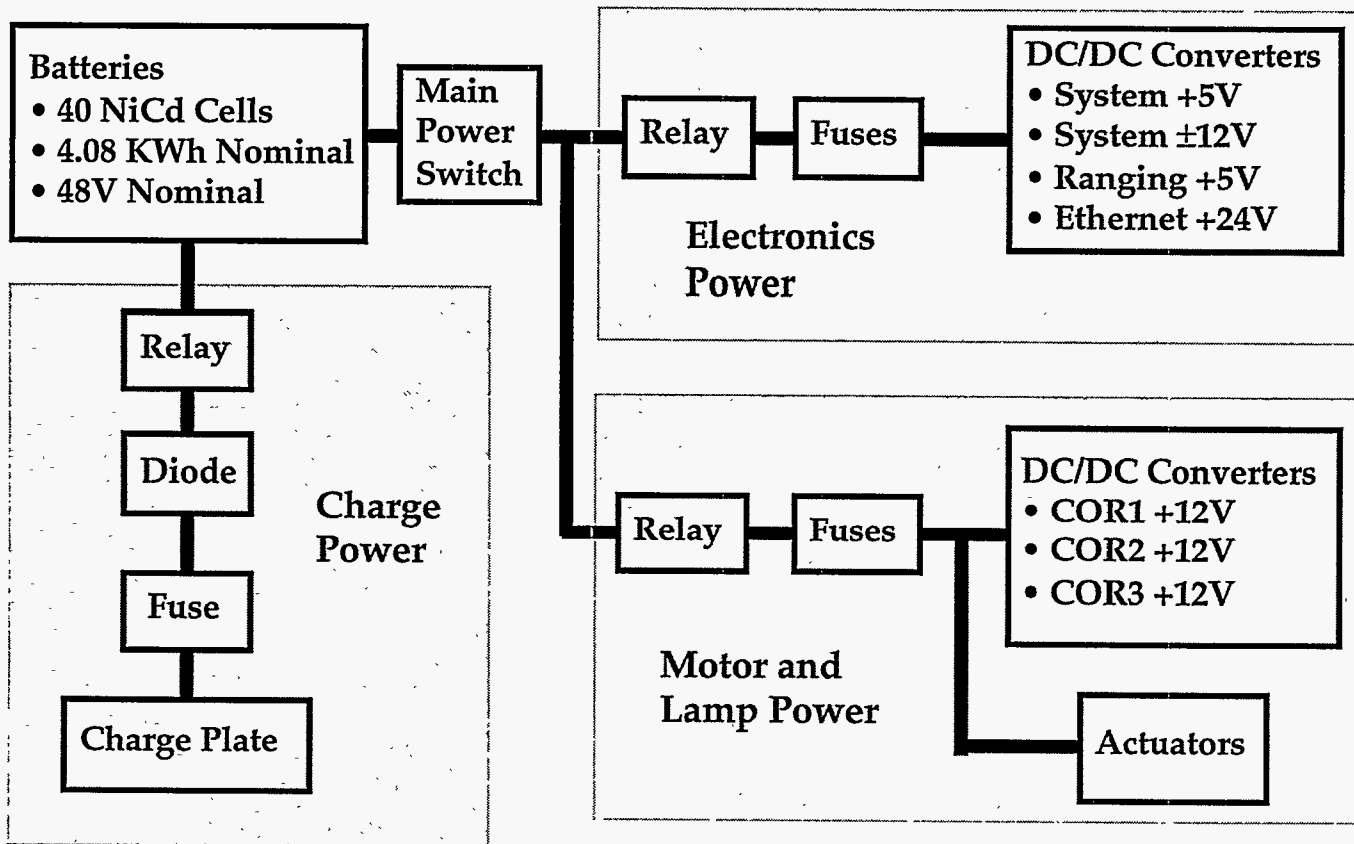 Batteries
• 40 NiCd Cells
• 4.08 KWh Nominal
• 48V Nominal
Main
Power
Switch
Relay
Fuses
DC/DC Converters
• System +5V
• System ±12V
• Ranging +5V
• Ethernet +24V
Electronics
Power
Relay
Diode
Fuse
Charge Plate
Charge
Power
Relay
Fuses
DC/DC Converters
• COR1 +12V
• COR2 +12V
• COR3 +12V
Motor and
Lamp Power
Actuators